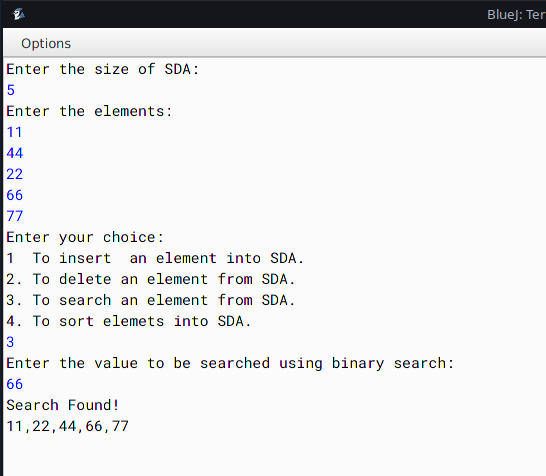 BlueJ: Ter
Options
Enter the size of SDA:
5
Enter the elements:
11
44
22
66
77
Enter your choice:
1  To insert  an element into SDA.
2. To delete an element from SDA.
3. To search an element from SDA.
4. To sort elemets into SDA.
3
Enter the value to be searched using binary search:
66
Search Found!
11,22,44,66,77